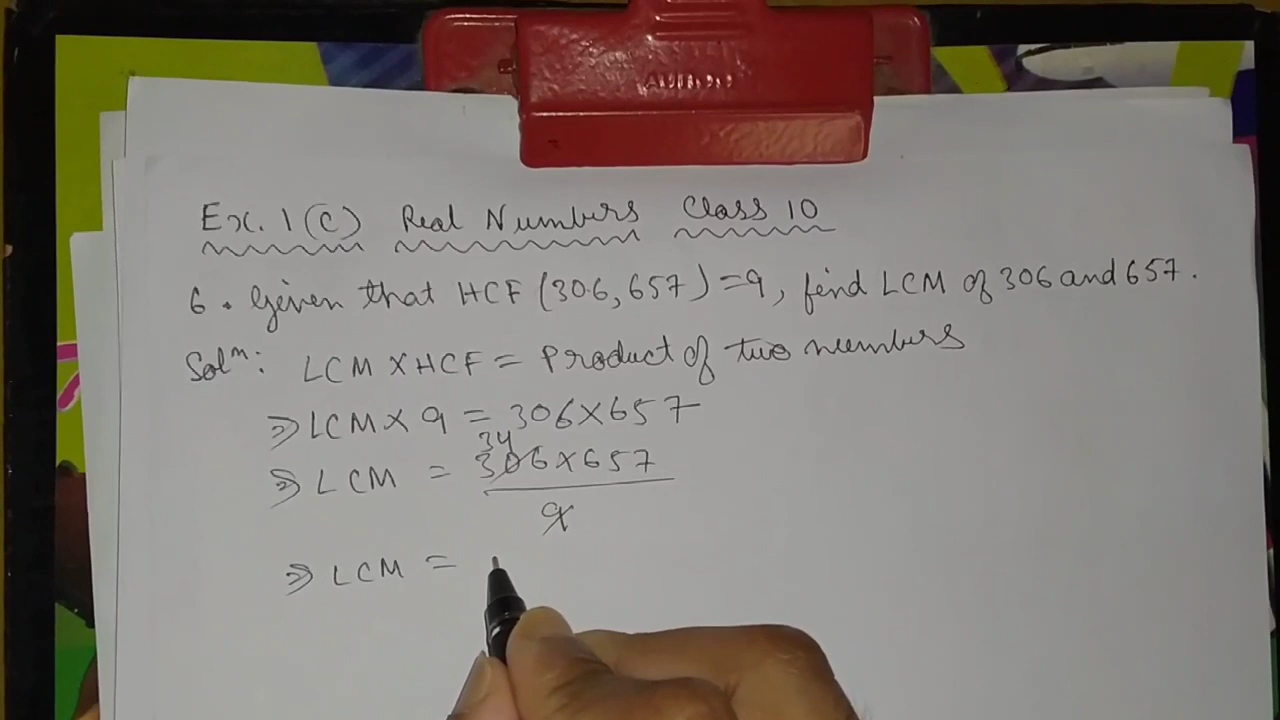 Ex. 1 (C) Real Numbers Class 10
6. Given that HCF (306, 657) = 9, find LCM of 306 and 657.
Solⁿ: LCM × HCF = Product of two numbers
⇒ LCM × 9 = 306 × 657
34
⇒ LCM = 306 × 657
9
⇒ LCM =